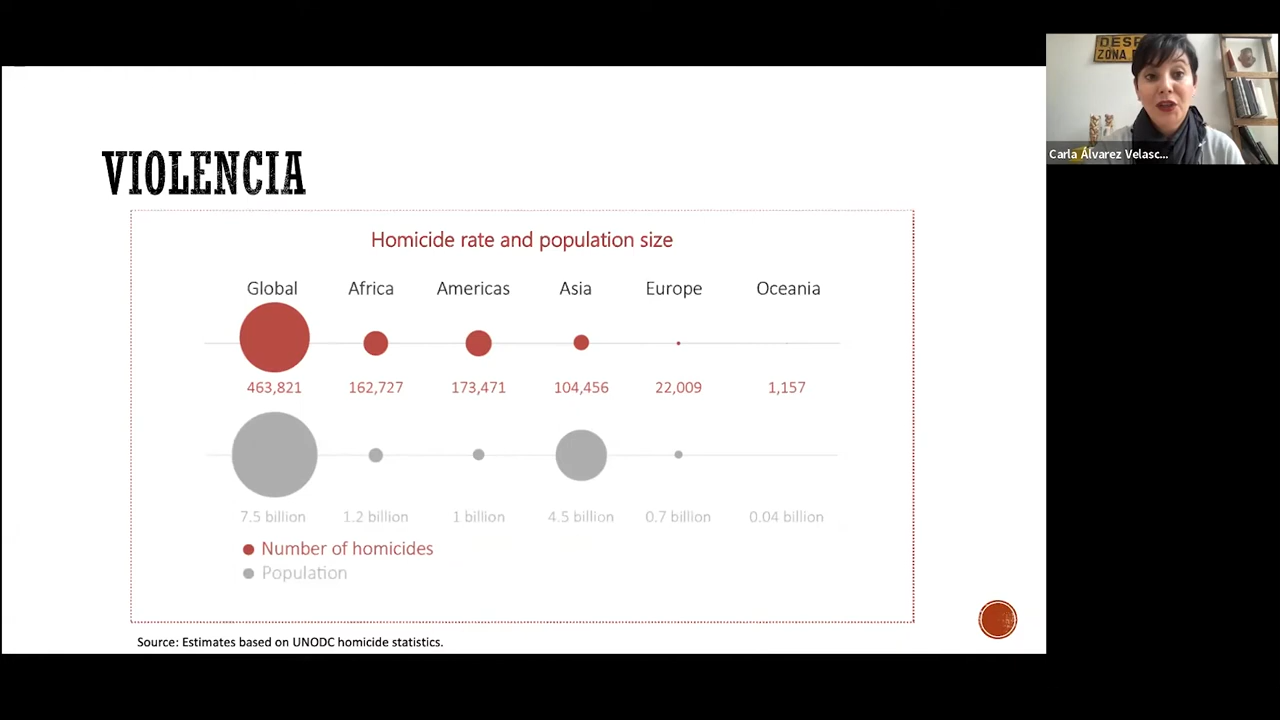 VIOLENCIA
Homicide rate and population size
Global Africa Americas Asia Europe Oceania
463,821 162,727 173,471 104,456 22,009 1,157
7.5 billion 1.2 billion 1 billion 4.5 billion 0.7 billion 0.04 billion
Number of homicides
Population
Source: Estimates based on UNODC homicide statistics.
ZONA
Carla Álvarez Velasc...